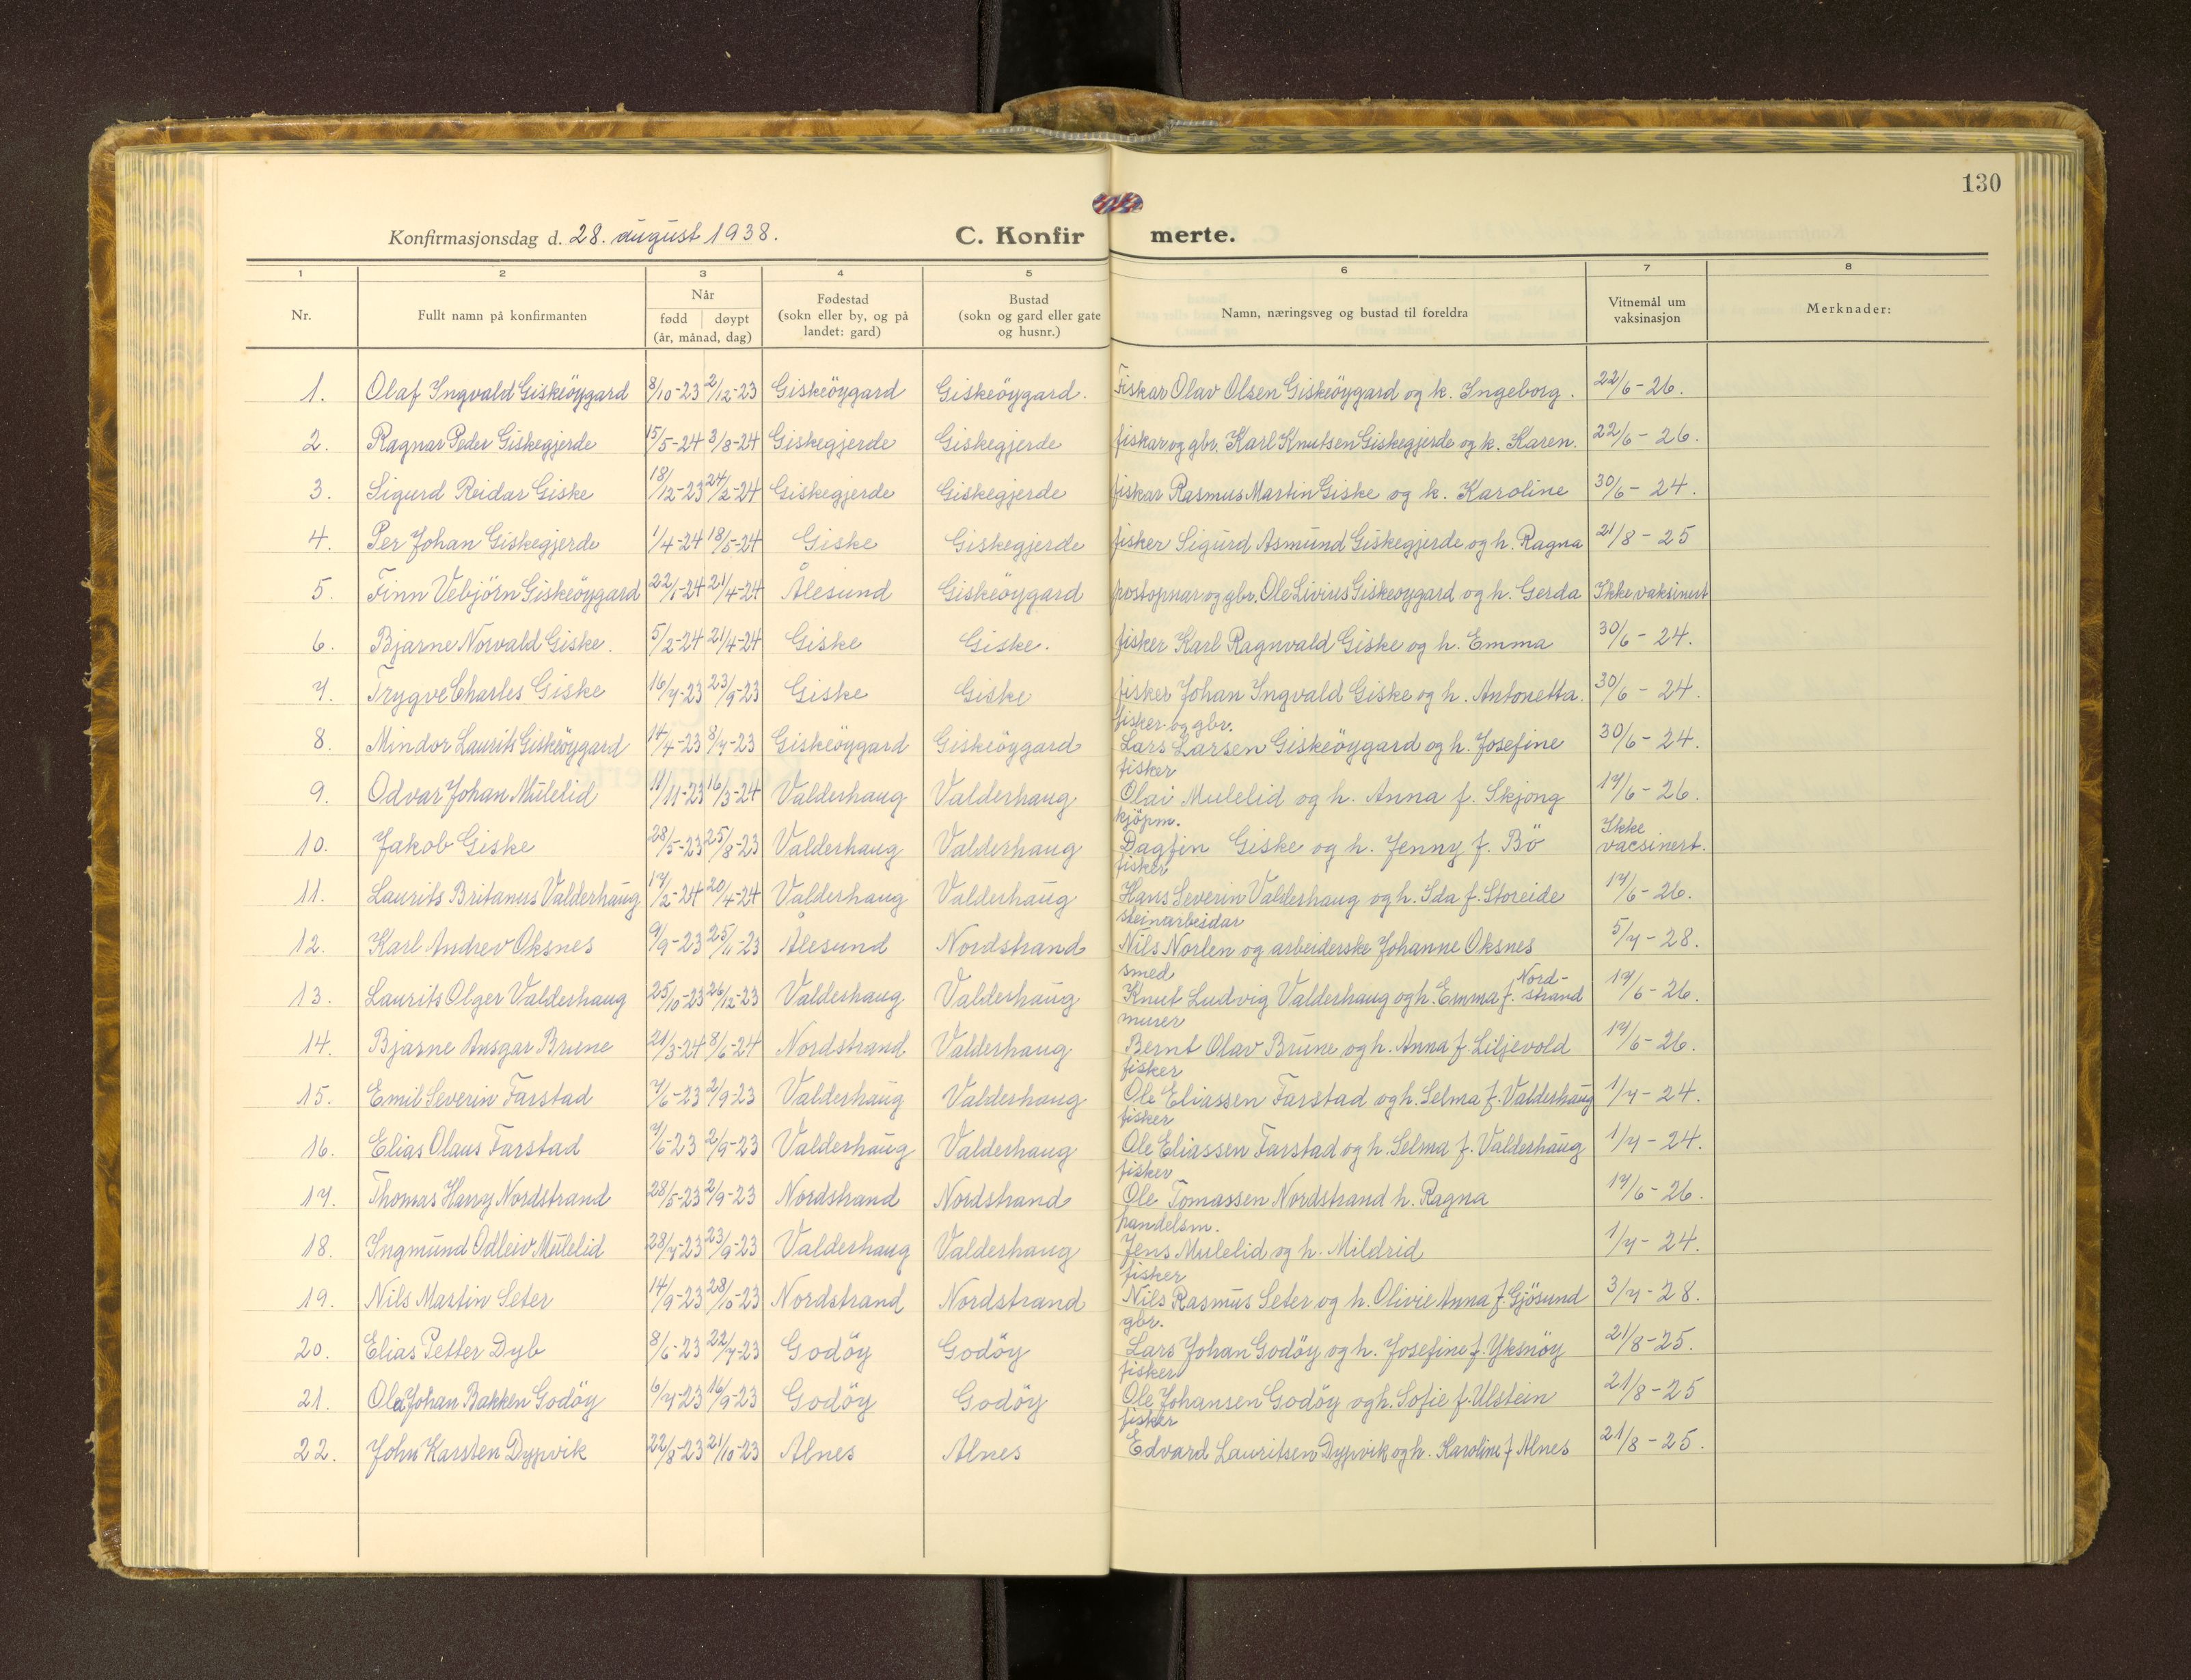 130
Konfirmasjonsdag d. 28. august 1938.
C. Konfirmerte.
1 2 3 4 5 6 7 8
Nr. | Fullt namn på konfirmanten | Når fødd | døypt (år, månad, dag) | Fødestad (sokn eller by, og på landet: gard) | Bustad (sokn og gard eller gate og husnr.) | Namn, næringsveg og bustad til foreldra | Vitnemål um vaksinasjon | Merknader:
1. Olaf Ingvald Giskeöygard 8/10-23 2/12-23 Giskeöygard Giskeöygard. Fiskar Olav Olsen Giskeöygard og k. Ingeborg. 22/6-26.
2. Ragnar Peder Giskegjerde 15/5-24 3/8-24 Giskegjerde Giskegjerde fiskar og gbr. Karl Knutsen Giskegjerde og k. Karen. 22/6-26.
3. Sigurd Reidar Giske 18/12-23 24/2-24 Giskegjerde Giskegjerde fiskar Rasmus Martin Giske og k. Karoline 30/6-24.
4. Per Johan Giskegjerde 1/4-24 18/5-24 Giske Giskegjerde fisker Sigurd Asmund Giskegjerde og h. Ragna 21/8-25
5. Finn Vebjörn Giskeöygard 22/1-24 21/4-24 Ålesund Giskeöygard postopnar og gbr. Ole Livius Giskeoygard og h. Gerda Ikke vaksinert
6. Bjarne Norvald Giske. 5/2-24 21/4-24 Giske Giske. fisker Karl Ragnvald Giske og h. Emma 30/6-24.
7. Trygve Charles Giske 16/7-23 23/9-23 Giske Giske fisker Johan Ingvald Giske og h. Antonetta. 30/6-24.
fisker og gbr.
8. Mindor Laurits Giskeöygard 14/4-23 8/7-23 Giskeöygard Giskeöygard Lars Larsen Giskeöygard og h. Josefine 30/6-24.
fisker
9. Odvar Johan Mulelid 11/11-23 16/3-24 Valderhaug Valderhaug Olai Mulelid og h. Anna f. Skjong 17/6-26.
kjöpm.
10. Jakob Giske 28/5-23 25/8-23 Valderhaug Valderhaug Dagfin Giske og h. Jenny f. Bö Ikke vacsinert.
fisker
11. Laurits Britanus Valderhaug 17/2-24 20/4-24 Valderhaug Valderhaug Hans Severin Valderhaug og h. Ida f. Storeide 17/6-26.
steinarbeidar
12. Karl Andrev Oksnes 9/9-23 25/11-23 Ålesund Nordstrand Nils Norlen og arbeiderske Johanne Oksnes 5/7-28.
smed
13. Laurits Olger Valderhaug 25/10-23 26/12-23 Valderhaug Valderhaug Knut Ludvig Valderhaug og h. Emma f. Nord-strand 17/6-26.
murer
14. Bjarne Ansgar Brune 21/3-24 8/6-24 Nordstrand Valderhaug Bernt Olav Brune og h. Anna f. Liljevold 17/6-26.
fisker
15. Emil Severin Farstad 7/6-23 2/9-23 Valderhaug Valderhaug Ole Eliassen Farstad og h. Selma f. Valderhaug 1/7-24.
fisker
16. Elias Olaus Farstad 7/6-23 2/9-23 Valderhaug Valderhaug Ole Eliassen Farstad og h. Selma f. Valderhaug 1/7-24.
fisker
17. Thomas Harry Nordstrand 28/5-23 2/9-23 Nordstrand Nordstrand Ole Tomassen Nordstrand h. Ragna 17/6-26.
handelsm.
18. Ingmund Odleiv Mulelid 28/7-23 23/9-23 Valderhaug Valderhaug Jens Mulelid og h. Mildrid 1/7-24.
fisker
19. Nils Martin Seter 14/9-23 28/10-23 Nordstrand Nordstrand Nils Rasmus Seter og h. Olivie Anna f. Gjösund 3/7-28.
gbr.
20. Elias Petter Dyb 8/6-23 22/7-23 Godöy Godöy Lars Johan Godöy og h. Josefine f. Yksnöy 21/8-25.
fisker
21. Ola Johan Bakken Godöy 6/7-23 16/9-23 Godöy Godöy Ole Johansen Godöy og h. Sofie f. Ulstein 21/8-25
fisker
22. John Karsten Dypvik 22/8-23 21/10-23 Alnes Alnes Edvard Lauritsen Dypvik og h. Karoline f Alnes 21/8-25.